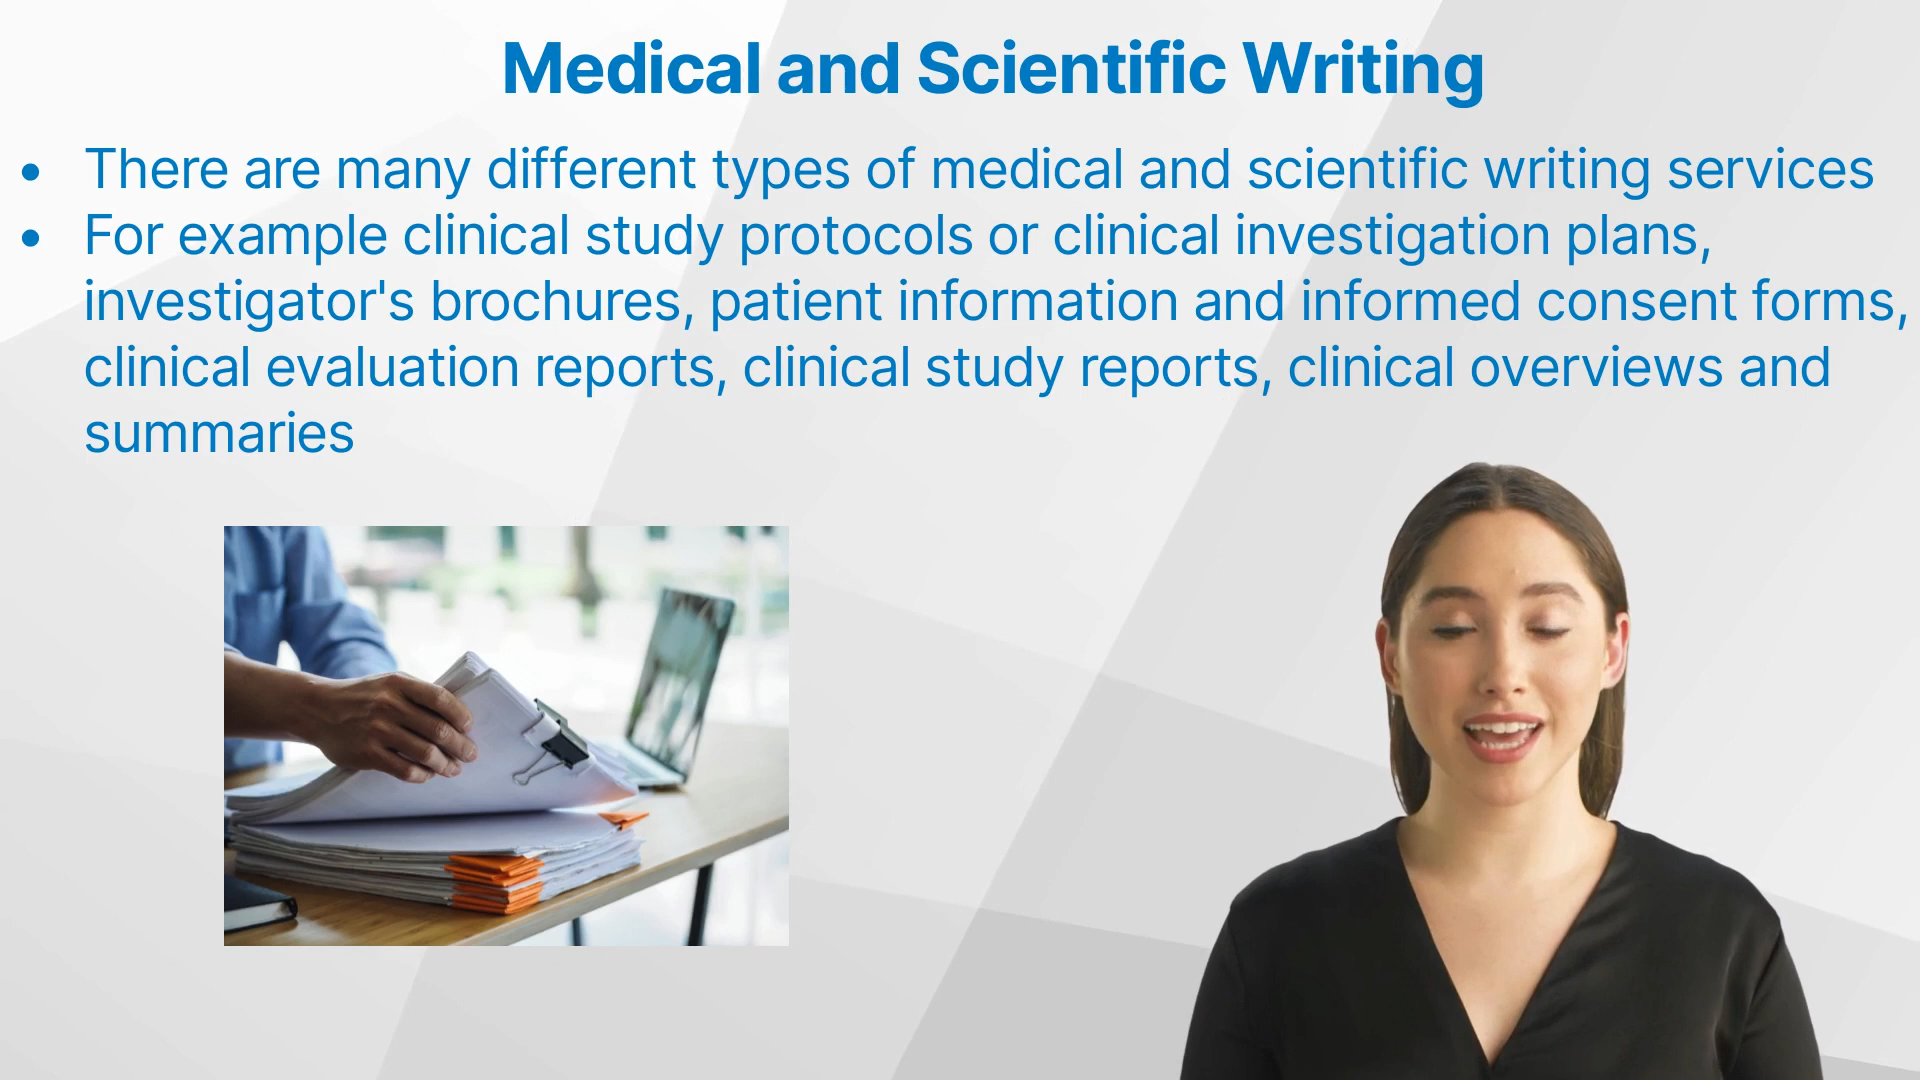 Medical and Scientific Writing
• There are many different types of medical and scientific writing services
• For example clinical study protocols or clinical investigation plans,
investigator's brochures, patient information and informed consent forms,
clinical evaluation reports, clinical study reports, clinical overviews and
summaries